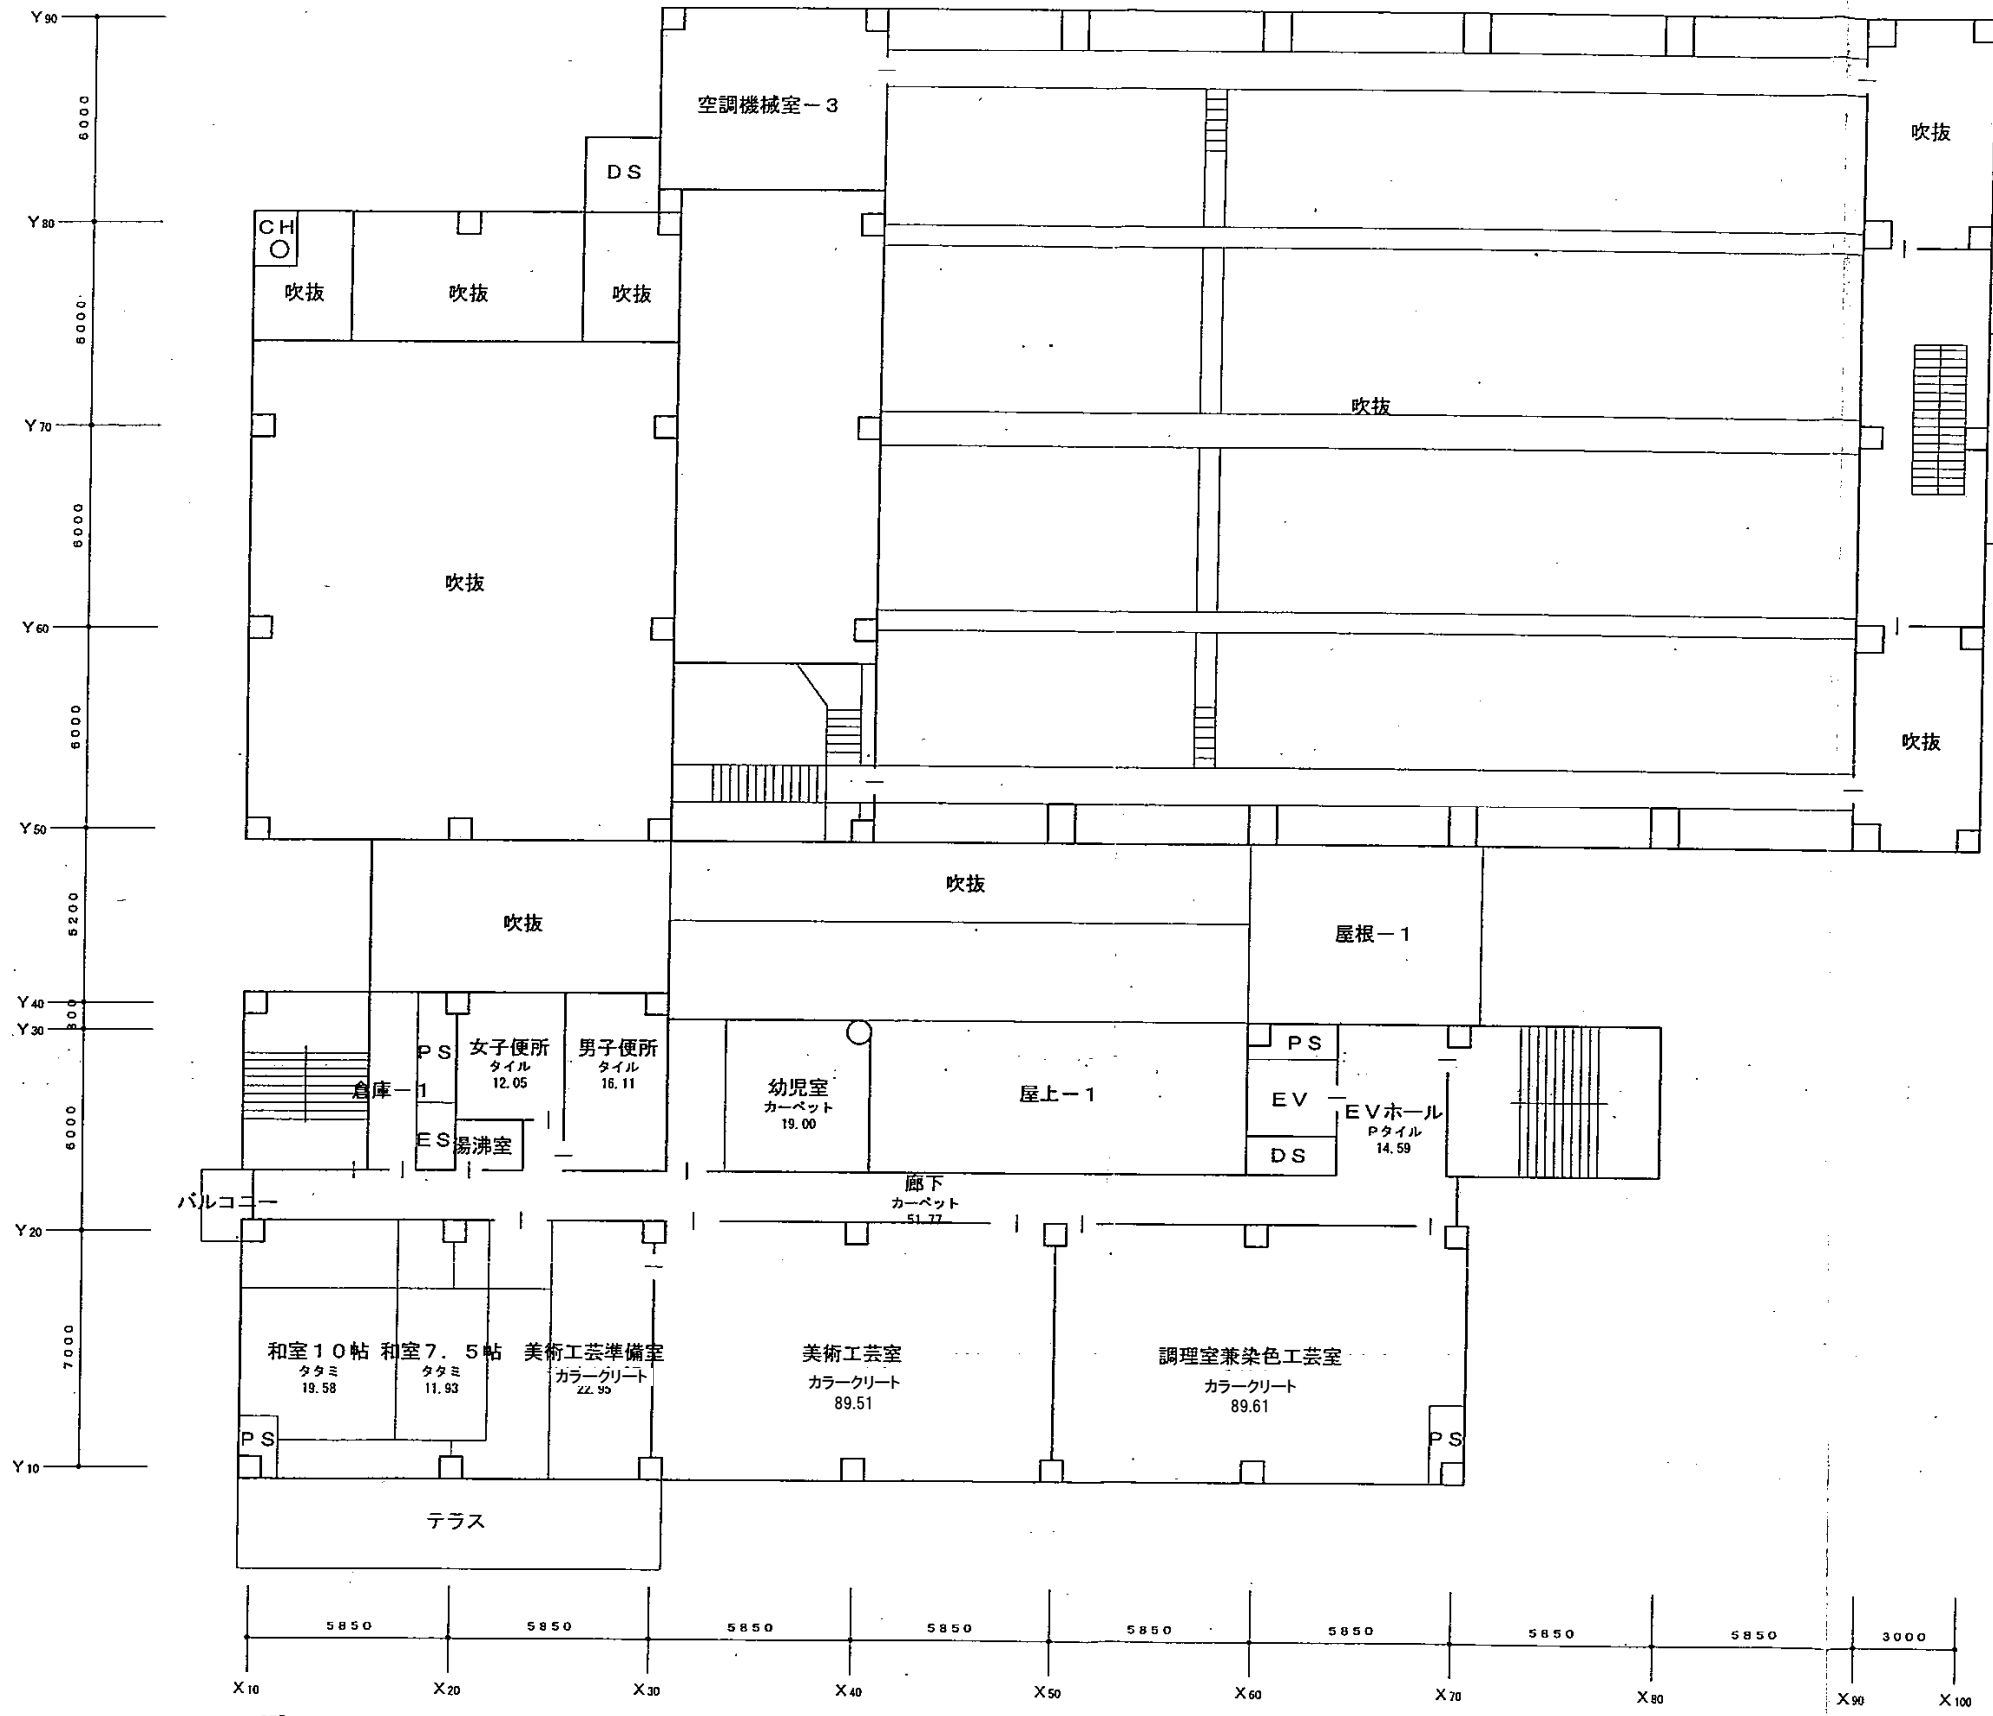 Y90
6000
空調機械室－3
吹抜
DS
Y80
CH
吹抜
吹抜
吹抜
6000
吹抜
Y70
6000
吹抜
Y60
6000
吹抜
Y50
5200
吹抜
吹抜
屋根－1
Y40
800
Y30
PS
女子便所
タイル
12.05
男子便所
タイル
16.11
倉庫－1
幼児室
カーペット
19.00
屋上－1
PS
EV
EVホール
Pタイル
14.59
6000
ES
湯沸室
DS
バルコニー
廊下
カーペット
51.77
Y20
7000
和室10帖
タタミ
19.58
和室7.5帖
タタミ
11.93
美術工芸準備室
カラークリート
22.95
美術工芸室
カラークリート
89.51
調理室兼染色工芸室
カラークリート
89.61
PS
PS
Y10
テラス
5850
5850
5850
5850
5850
5850
5850
5850
3000
X10
X20
X30
X40
X50
X60
X70
X80
X90
X100